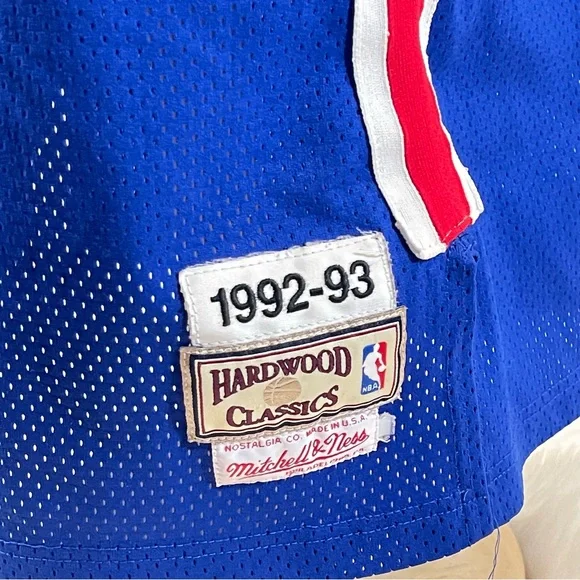 1992-93
HARDWOOD
CLASSICS
NBA
NOSTALGIA CO. MADE IN U.S.A.
Mitchell & Ness
PHILADELPHIA, PA